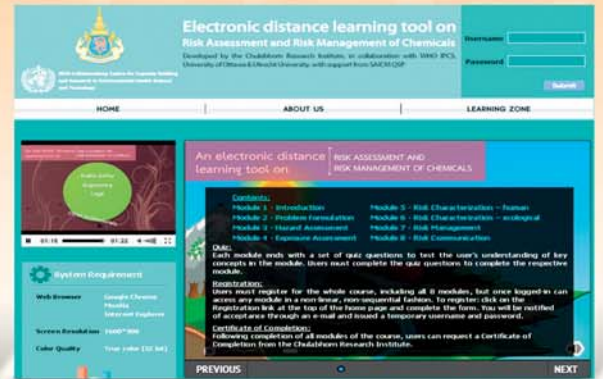 Electronic distance learning tool on
Risk Assessment and Risk Management of Chemicals
Developed by the Chulabhorn Research Institute, in collaboration with WHO IPCS,
University of Ottawa & Utrecht University, with support from SAICM QSP
Username
Password
Submit
HOME
ABOUT US
LEARNING ZONE
01:15
01:22
System Requirement
Web Browser
Google Chrome
Mozilla
Internet Explorer
Screen Resolution
Color Quality
True color (32 bit)
An electronic distance
learning tool on
RISK ASSESSMENT AND
RISK MANAGEMENT OF CHEMICALS
Contents:
Module 1 - Introduction
Module 2 - Problem formulation
Module 3 - Hazard Assessment
Module 4 - Exposure Assessment
Module 5 - Risk Characterization – human
Module 6 - Risk Characterization – ecological
Module 7 - Risk Management
Module 8 - Risk Communication
Quiz:
Each module ends with a set of quiz questions to test the user's understanding of key
concepts in the module. Users must complete the quiz questions to complete the respective
module.
Registration:
Users must register for the whole course, including all 8 modules, but once logged-in can
access any module in a non-linear, non-sequential fashion. To register: click on the
Registration link at the top of the home page and complete the form. You will be notified
of acceptance through an e-mail and issued a temporary username and password.
Certificate of Completion:
Following completion of all modules of the course, users can request a Certificate of
Completion from the Chulabhorn Research Institute.
PREVIOUS
NEXT